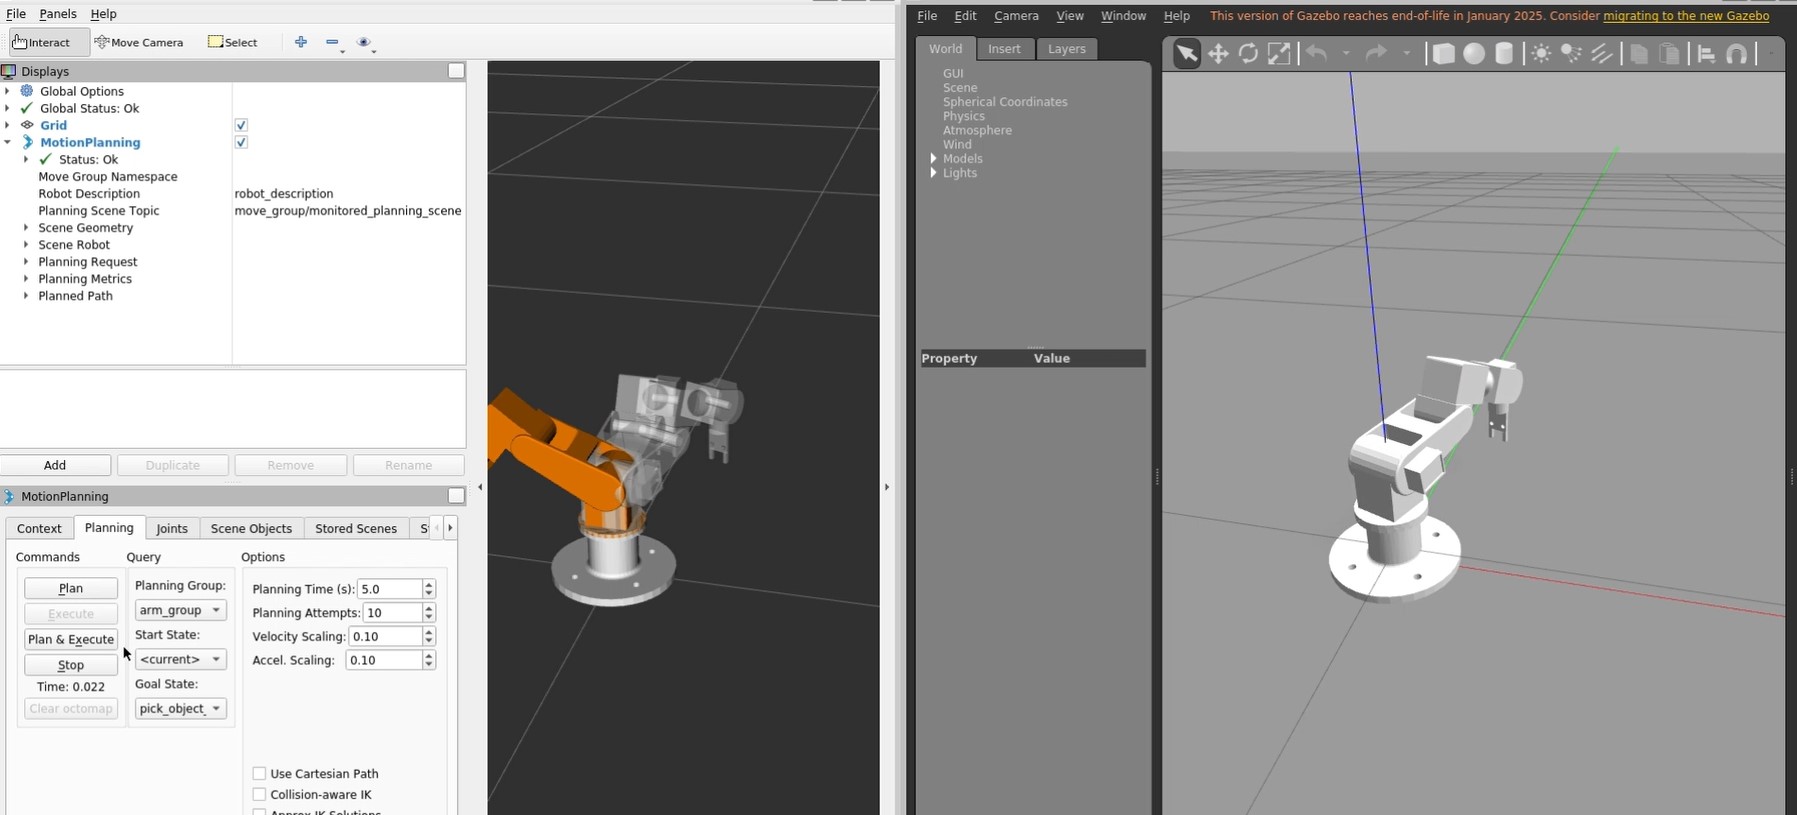 File Panels Help
Interact Move Camera Select
Displays
Global Options
Global Status: Ok
Grid
MotionPlanning
Status: Ok
Move Group Namespace
Robot Description robot_description
Planning Scene Topic move_group/monitored_planning_scene
Scene Geometry
Scene Robot
Planning Request
Planning Metrics
Planned Path
Add Duplicate Remove Rename
MotionPlanning
Context Planning Joints Scene Objects Stored Scenes
Commands Query Options
Plan
Execute
Plan & Execute
Stop
Time: 0.022
Clear octomap
Planning Group:
arm_group
Start State:
<current>
Goal State:
pick_object_
Planning Time (s): 5.0
Planning Attempts: 10
Velocity Scaling: 0.10
Accel. Scaling: 0.10
Use Cartesian Path
Collision-aware IK
Approx IK Solutions
File Edit Camera View Window Help This version of Gazebo reaches end-of-life in January 2025. Consider migrating to the new Gazebo
World Insert Layers
GUI
Scene
Spherical Coordinates
Physics
Atmosphere
Wind
Models
Lights
Property Value